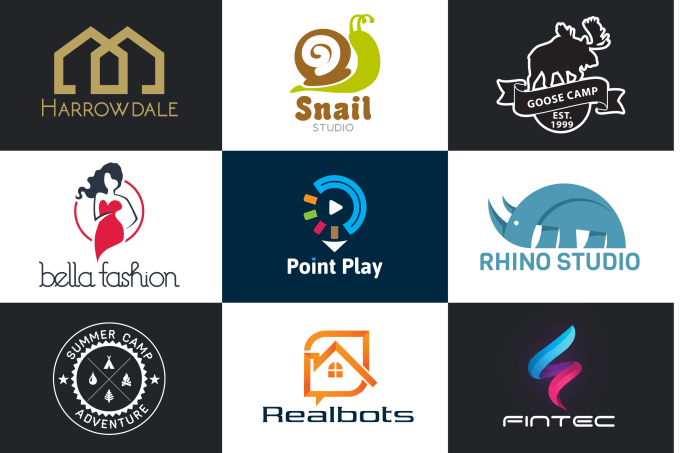 HARROWDALE
Snail
STUDIO
GOOSE CAMP
EST.
1999
bella fashion
Point Play
RHINO STUDIO
SUMMER CAMP
ADVENTURE
Realbots
FINTEC